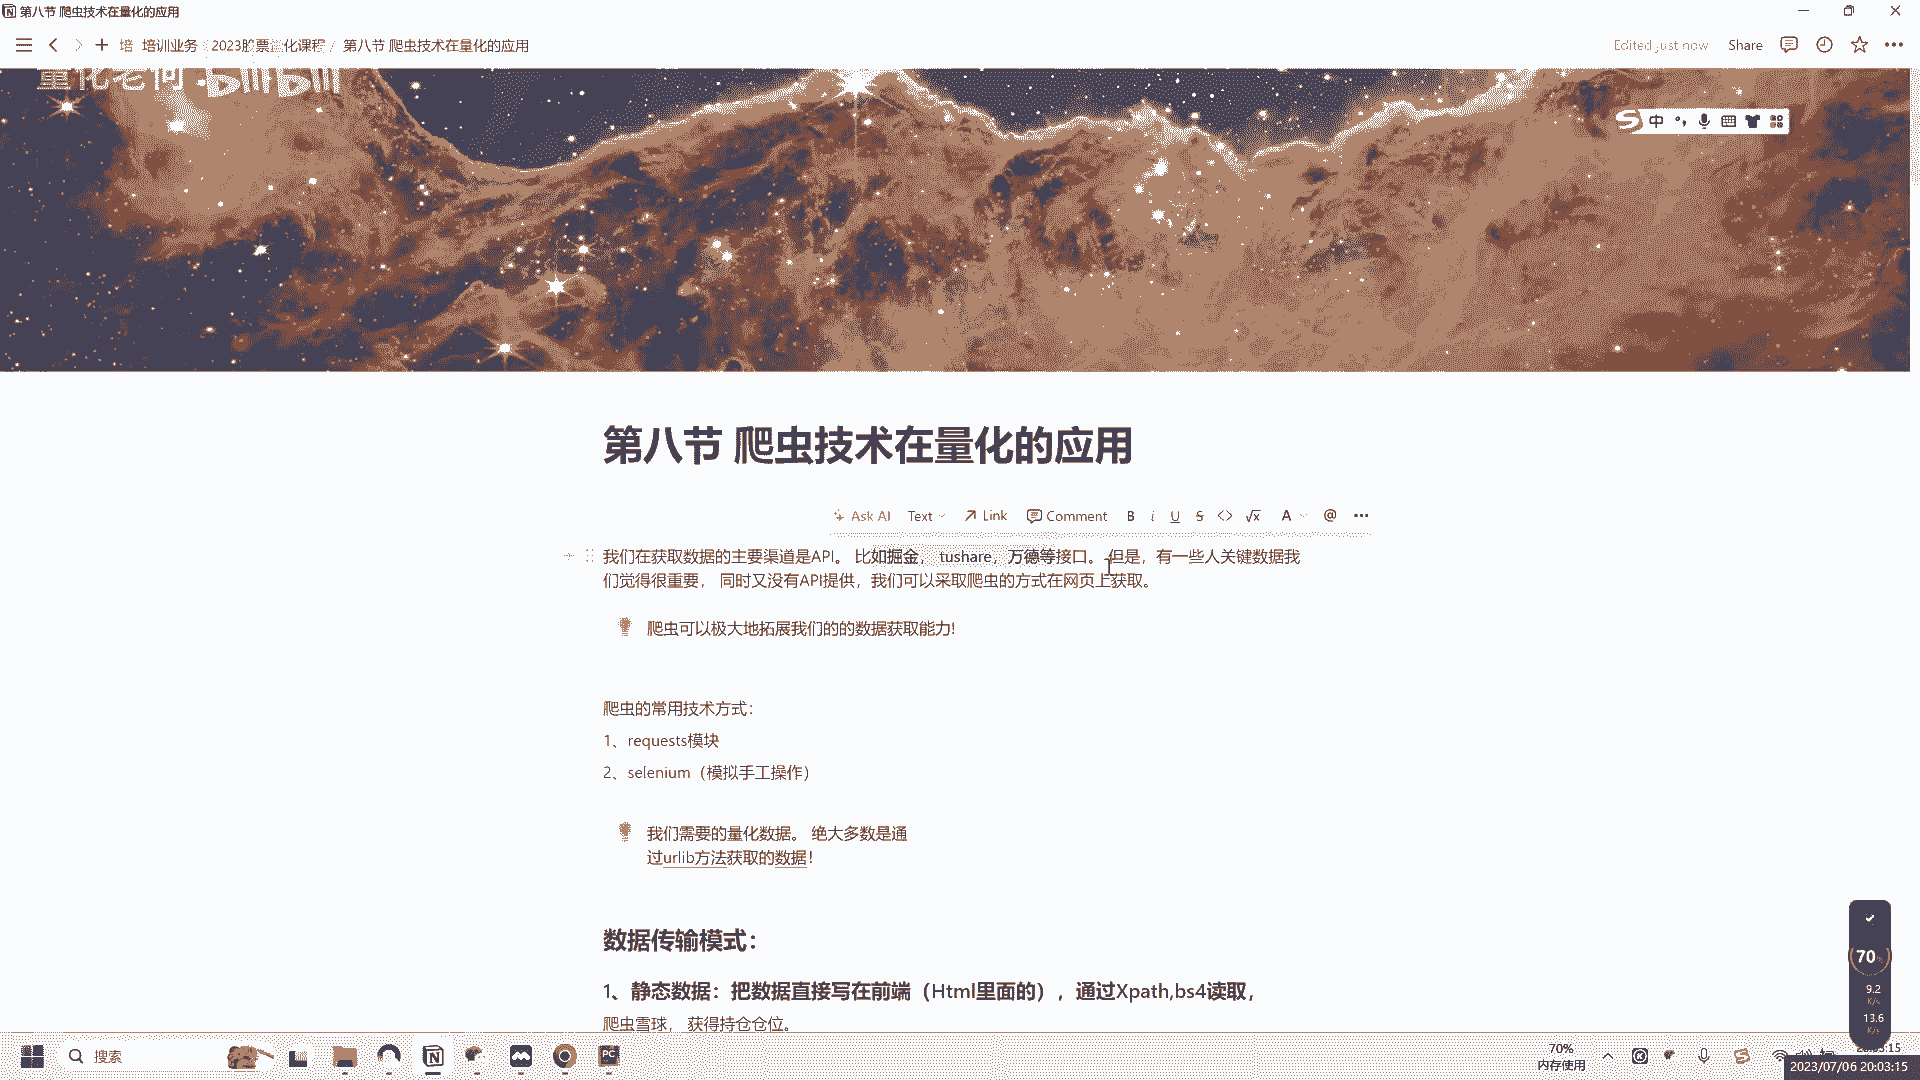 第八节 爬虫技术在量化的应用
培 培训业务 / 2023股票量化课程 / 第八节 爬虫技术在量化的应用
Edited just now Share
量化老何 bilibili
中
第八节 爬虫技术在量化的应用
Ask AI Text Link Comment B i U S <> √x A @ •••
我们在获取数据的主要渠道是API。 比如掘金， tushare，万德等接口。 但是，有一些人关键数据我
们觉得很重要， 同时又没有API提供，我们可以采取爬虫的方式在网页上获取。
爬虫可以极大地拓展我们的的数据获取能力!
爬虫的常用技术方式：
1、requests模块
2、selenium（模拟手工操作）
我们需要的量化数据。 绝大多数是通
过urlib方法获取的数据！
数据传输模式：
1、静态数据：把数据直接写在前端（Html里面的），通过Xpath,bs4读取，
爬虫雪球， 获得持仓仓位。
70%
9.2
K/s
13.6
K/s
搜索
PC
70%
内存使用
2023/07/06 20:03:15